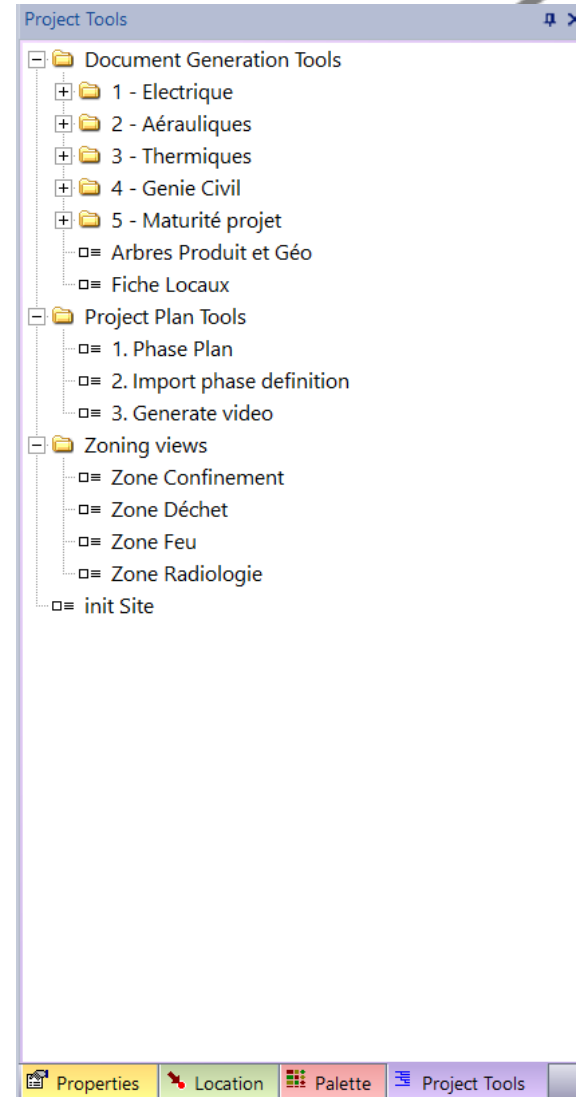 Project Tools
Document Generation Tools
1 - Electrique
2 - Aérauliques
3 - Thermiques
4 - Genie Civil
5 - Maturité projet
Arbres Produit et Géo
Fiche Locaux
Project Plan Tools
1. Phase Plan
2. Import phase definition
3. Generate video
Zoning views
Zone Confinement
Zone Déchet
Zone Feu
Zone Radiologie
init Site
Properties Location Palette Project Tools